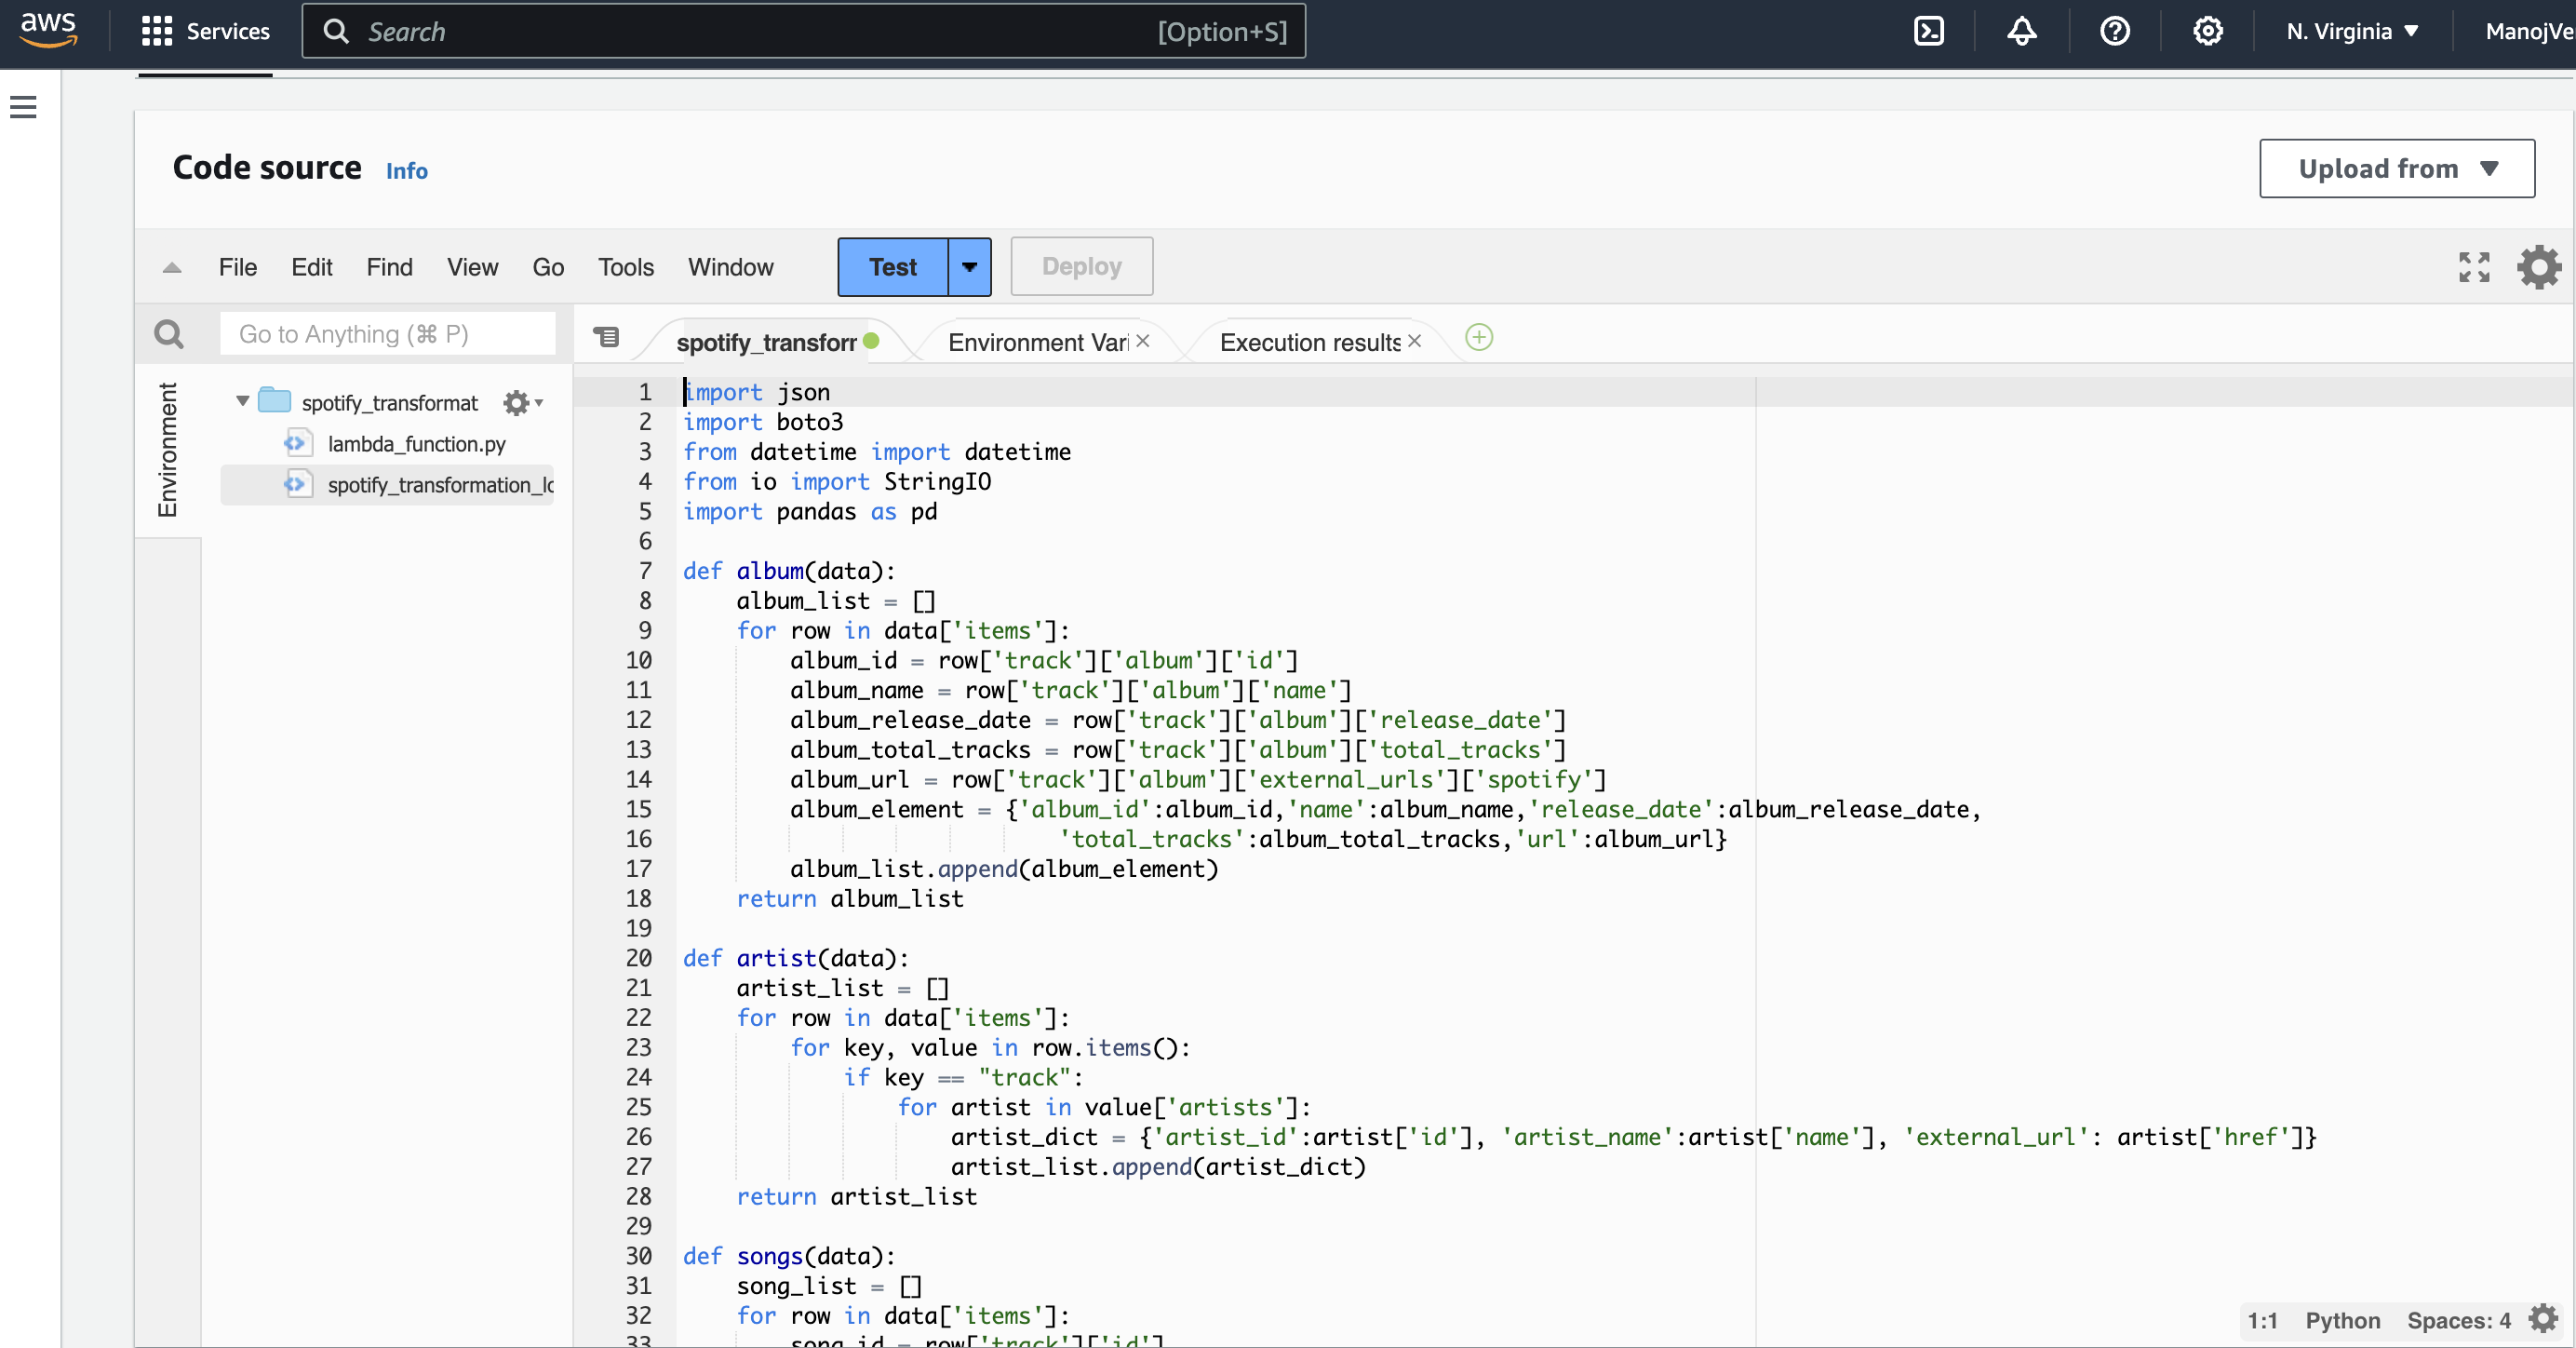 aws Services Search [Option+S] N. Virginia ManojVe
Code source Info Upload from
File Edit Find View Go Tools Window Test Deploy
Go to Anything (⌘ P)
spotify_transforr Environment Vari × Execution results ×
Environment
spotify_transformat
lambda_function.py
spotify_transformation_lo
1 import json
2 import boto3
3 from datetime import datetime
4 from io import StringIO
5 import pandas as pd
6
7 def album(data):
8     album_list = []
9     for row in data['items']:
10         album_id = row['track']['album']['id']
11         album_name = row['track']['album']['name']
12         album_release_date = row['track']['album']['release_date']
13         album_total_tracks = row['track']['album']['total_tracks']
14         album_url = row['track']['album']['external_urls']['spotify']
15         album_element = {'album_id':album_id,'name':album_name,'release_date':album_release_date,
16                             'total_tracks':album_total_tracks,'url':album_url}
17         album_list.append(album_element)
18     return album_list
19
20 def artist(data):
21     artist_list = []
22     for row in data['items']:
23         for key, value in row.items():
24             if key == "track":
25                 for artist in value['artists']:
26                     artist_dict = {'artist_id':artist['id'], 'artist_name':artist['name'], 'external_url': artist['href']}
27                     artist_list.append(artist_dict)
28     return artist_list
29
30 def songs(data):
31     song_list = []
32     for row in data['items']:
33         song_id = row['track']['id']
1:1 Python Spaces: 4